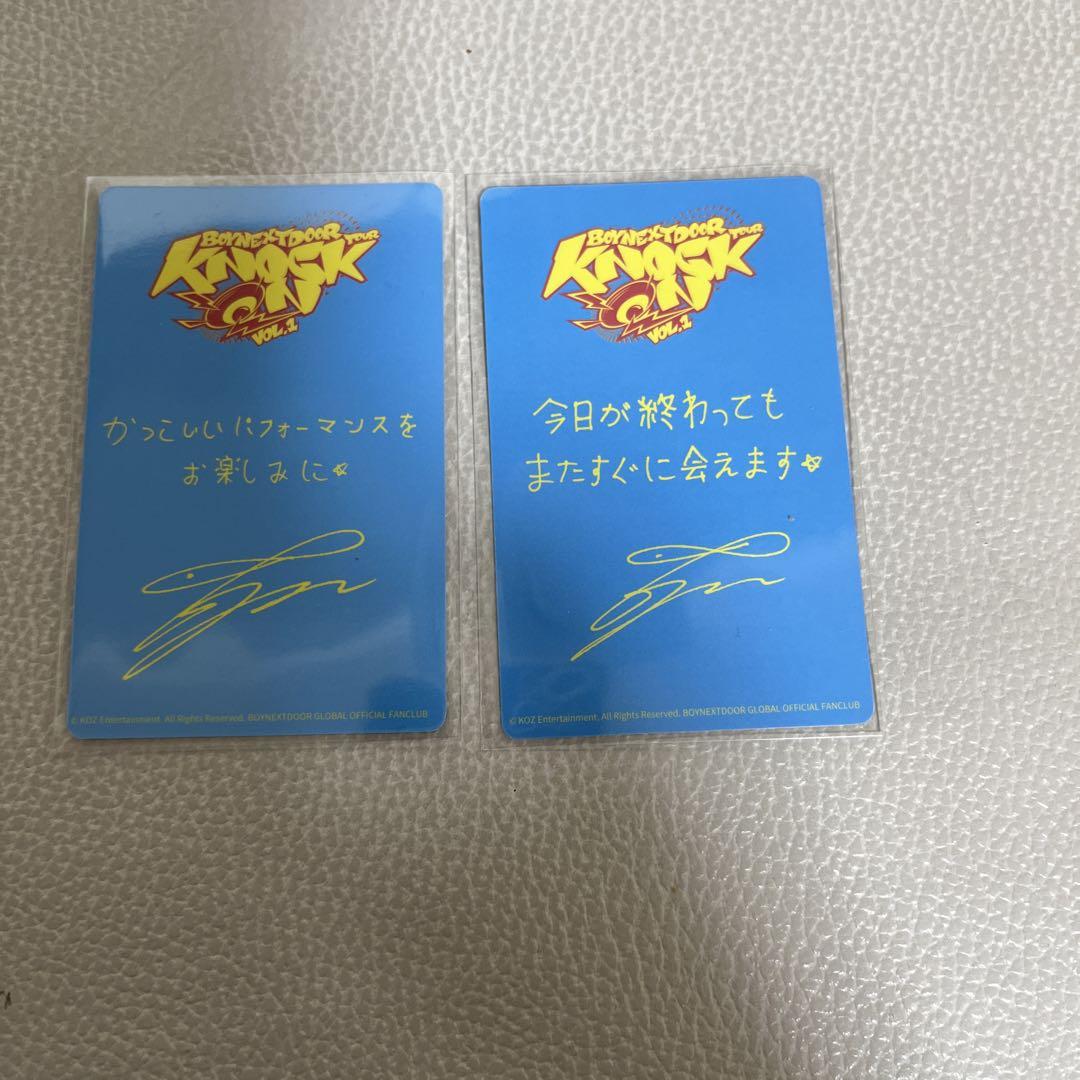 BOYNEXTDOOR TOUR
KNOCK
ON
VOL.1
かっこいい パフォーマンスを
お楽しみに☆
© KOZ Entertainment. All Rights Reserved. BOYNEXTDOOR GLOBAL OFFICIAL FANCLUB
BOYNEXTDOOR TOUR
KNOCK
ON
VOL.1
今日が終わっても
またすぐに会えます☆
© KOZ Entertainment. All Rights Reserved. BOYNEXTDOOR GLOBAL OFFICIAL FANCLUB